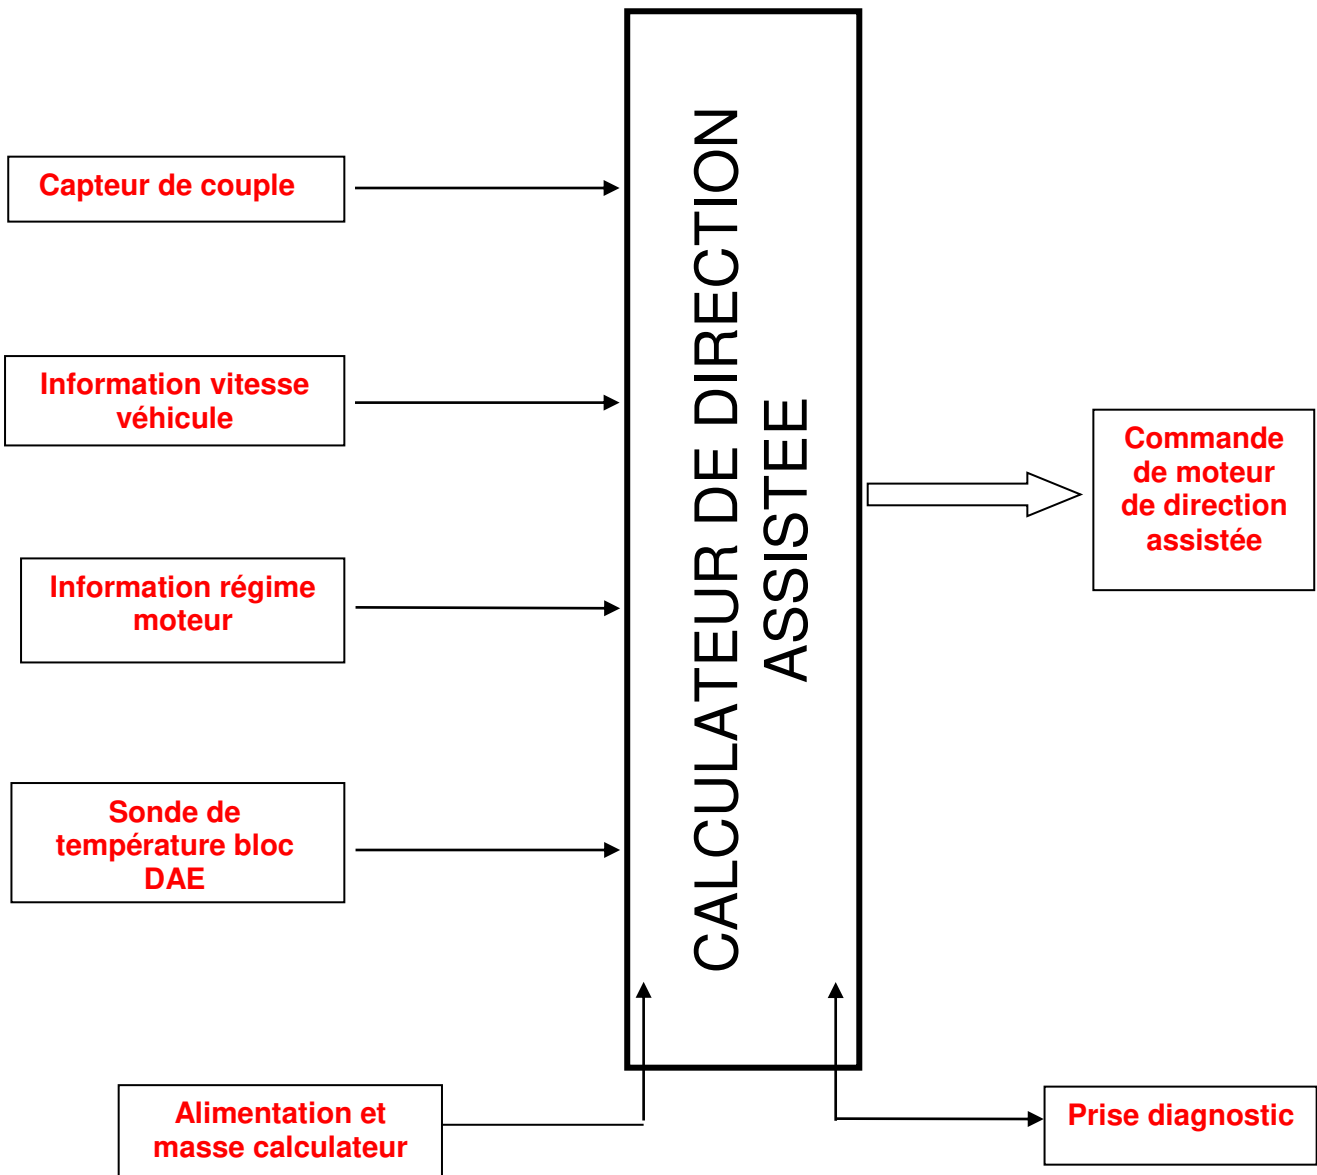 Capteur de couple
Information vitesse
véhicule
Information régime
moteur
Sonde de
température bloc
DAE
CALCULATEUR DE DIRECTION
ASSISTEE
Commande
de moteur
de direction
assistée
Alimentation et
masse calculateur
Prise diagnostic